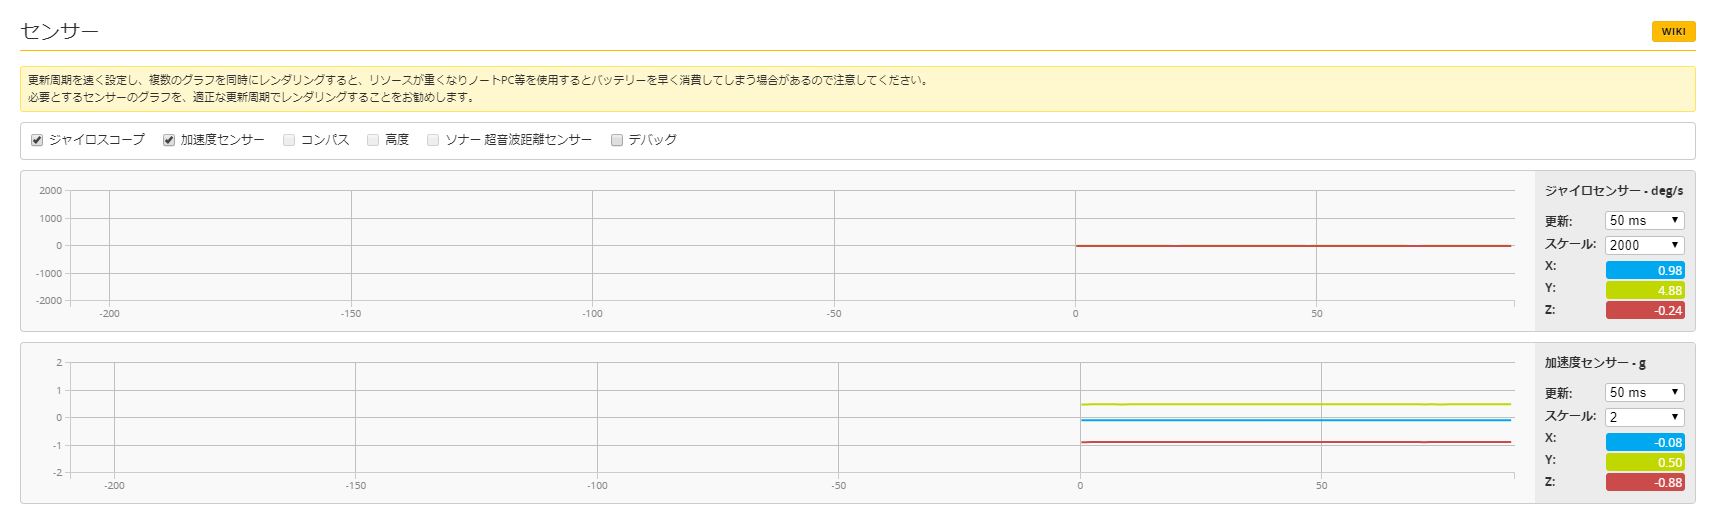 センサー
WIKI
更新周期を速く設定し、複数のグラフを同時にレンダリングすると、リソースが重くなりノートPC等を使用するとバッテリーを早く消費してしまう場合があるので注意してください。
必要とするセンサーのグラフを、適正な更新周期でレンダリングすることをお勧めします。
ジャイロスコープ 加速度センサー コンパス 高度 ソナー 超音波距離センサー デバッグ
2000
1000
0
-1000
-2000
-200 -150 -100 -50 0 50
ジャイロセンサー - deg/s
更新: 50 ms
スケール: 2000
X: 0.98
Y: 4.88
Z: -0.24
2
1
0
-1
-2
-200 -150 -100 -50 0 50
加速度センサー - g
更新: 50 ms
スケール: 2
X: -0.08
Y: 0.50
Z: -0.88